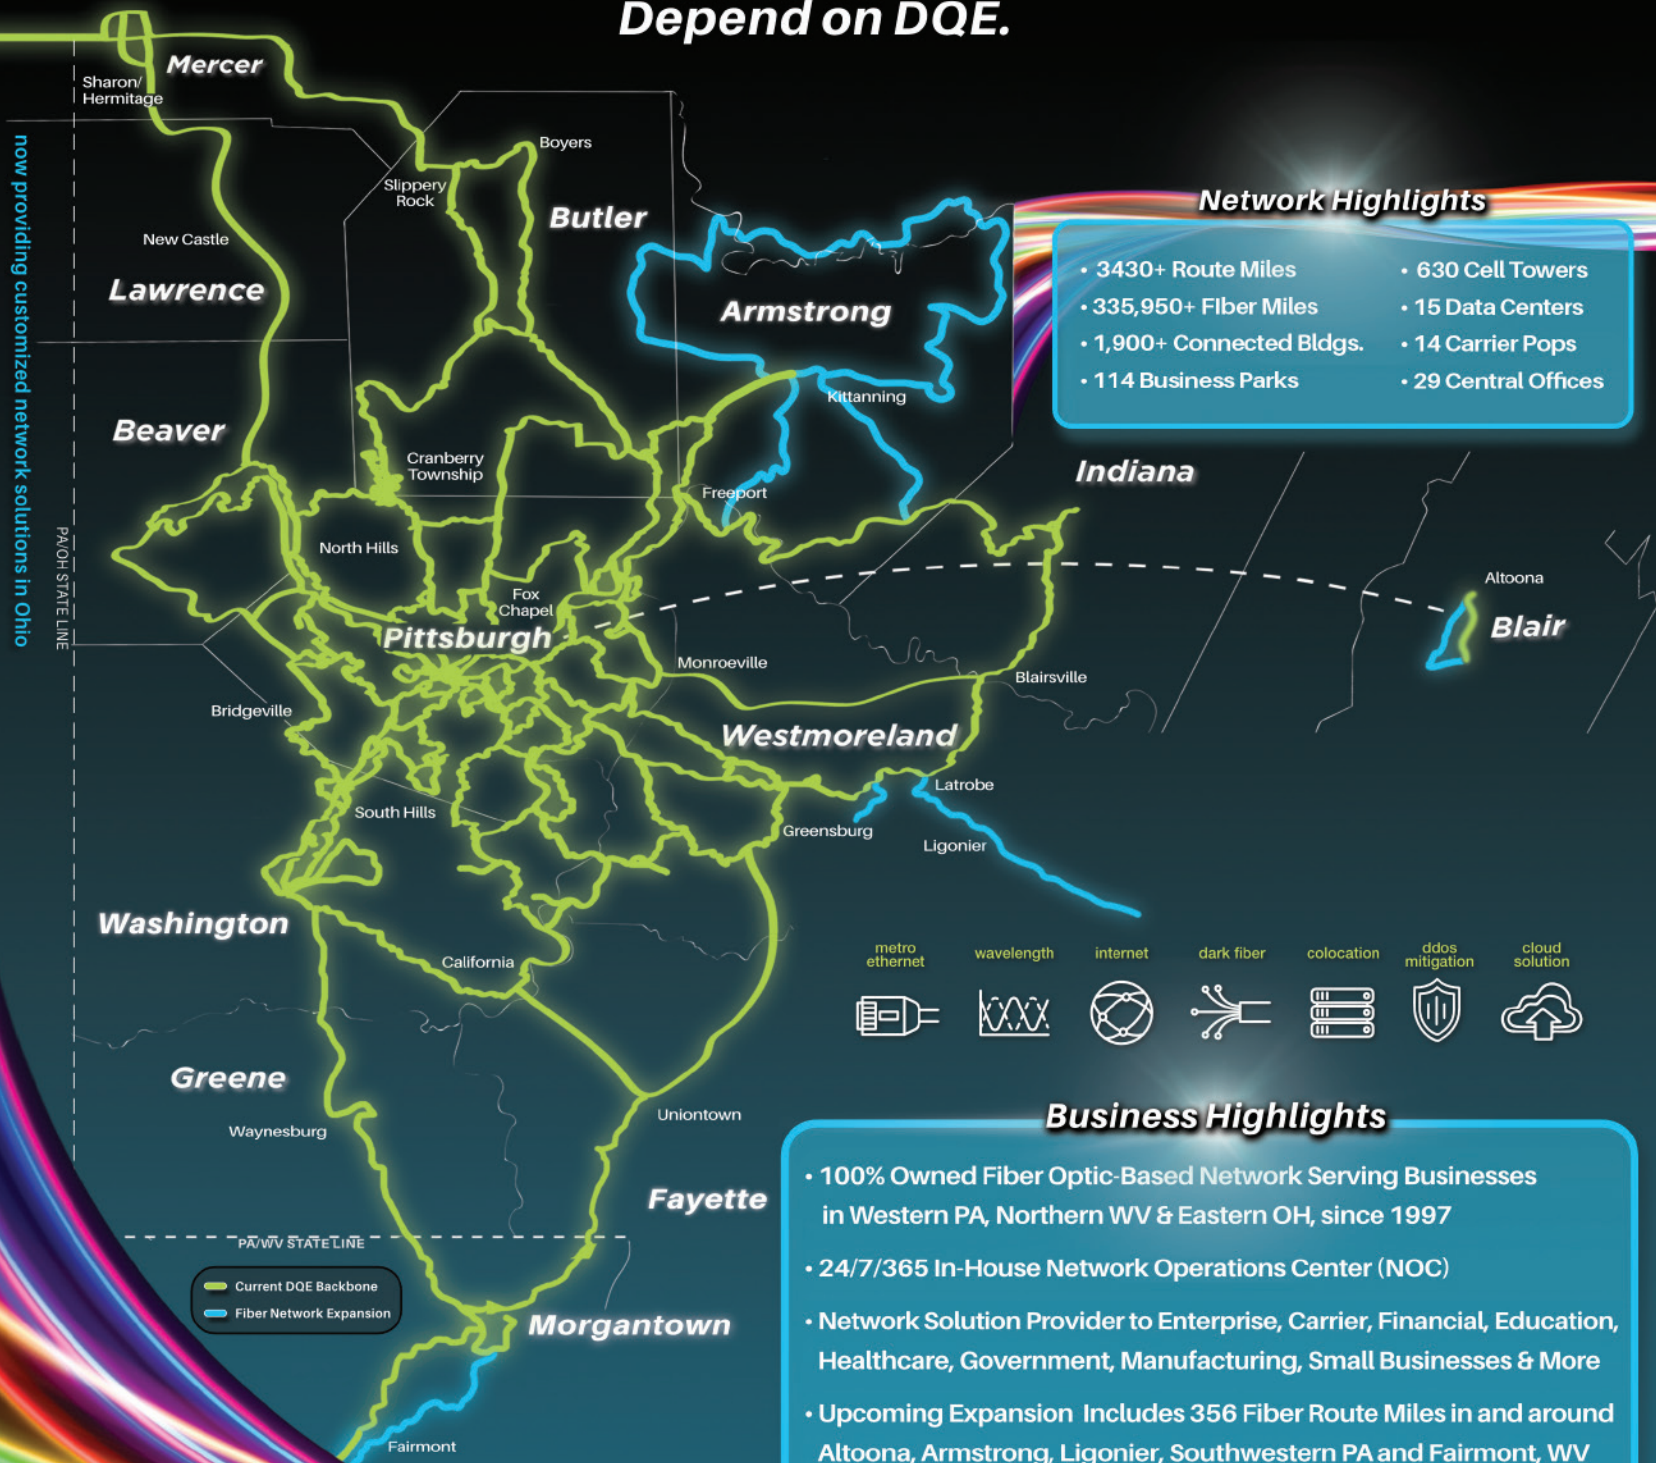 Depend on DQE.
Mercer
Sharon/
Hermitage
Boyers
Slippery
Rock
Butler
New Castle
Lawrence
Armstrong
Kittanning
Beaver
Cranberry
Township
Freeport
Indiana
North Hills
Fox
Chapel
Pittsburgh
Altoona
Blair
Monroeville
Blairsville
Bridgeville
Westmoreland
Latrobe
South Hills
Greensburg
Ligonier
Washington
California
Greene
Waynesburg
Uniontown
Fayette
PA/WV STATE LINE
Morgantown
Fairmont
now providing customized network solutions in Ohio
PA/OH STATE LINE
Current DQE Backbone
Fiber Network Expansion
Network Highlights
• 3430+ Route Miles
• 335,950+ FIber Miles
• 1,900+ Connected Bldgs.
• 114 Business Parks
• 630 Cell Towers
• 15 Data Centers
• 14 Carrier Pops
• 29 Central Offices
metro
ethernet
wavelength
internet
dark fiber
colocation
ddos
mitigation
cloud
solution
Business Highlights
• 100% Owned Fiber Optic-Based Network Serving Businesses
in Western PA, Northern WV & Eastern OH, since 1997
• 24/7/365 In-House Network Operations Center (NOC)
• Network Solution Provider to Enterprise, Carrier, Financial, Education,
Healthcare, Government, Manufacturing, Small Businesses & More
• Upcoming Expansion Includes 356 Fiber Route Miles in and around
Altoona, Armstrong, Ligonier, Southwestern PA and Fairmont, WV